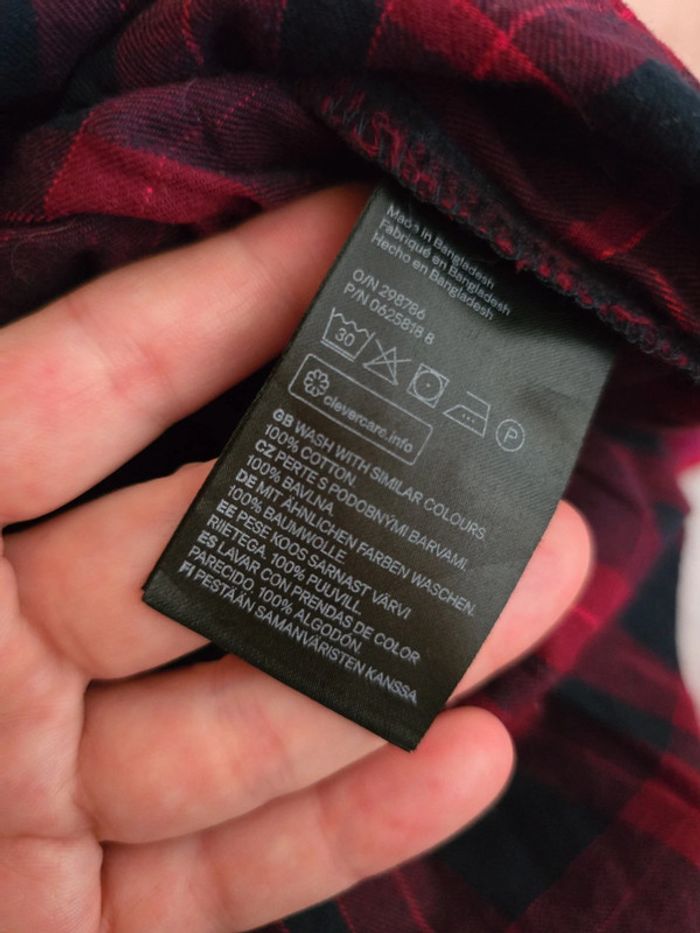 Made in Bangladesh
Fabriqué en Bangladesh
Hecho en Bangladesh
O/N 298786
P/N 0625818 8
30
P
clevercare.info
GB WASH WITH SIMILAR COLOURS
100% COTTON
CZ PERTE S PODOBNÝMI BARVAMI.
100% BAVLNA
DE MIT ÄHNLICHEN FARBEN WASCHEN.
100% BAUMWOLLE
EE PESE KOOS SARNAST VÄRVI
RIIETEGA. 100% PUUVILL.
ES LAVAR CON PRENDAS DE COLOR
PARECIDO. 100% ALGODÓN.
FI PESTÄÄN SAMANVÄRISTEN KANSSA